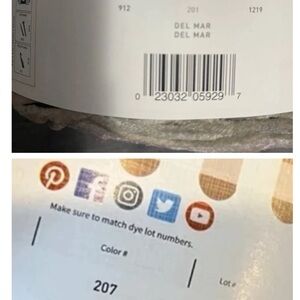 912 201 1219
DEL MAR
DEL MAR
0 23032 05929 7
Make sure to match dye lot numbers.
Color # Lot #
207